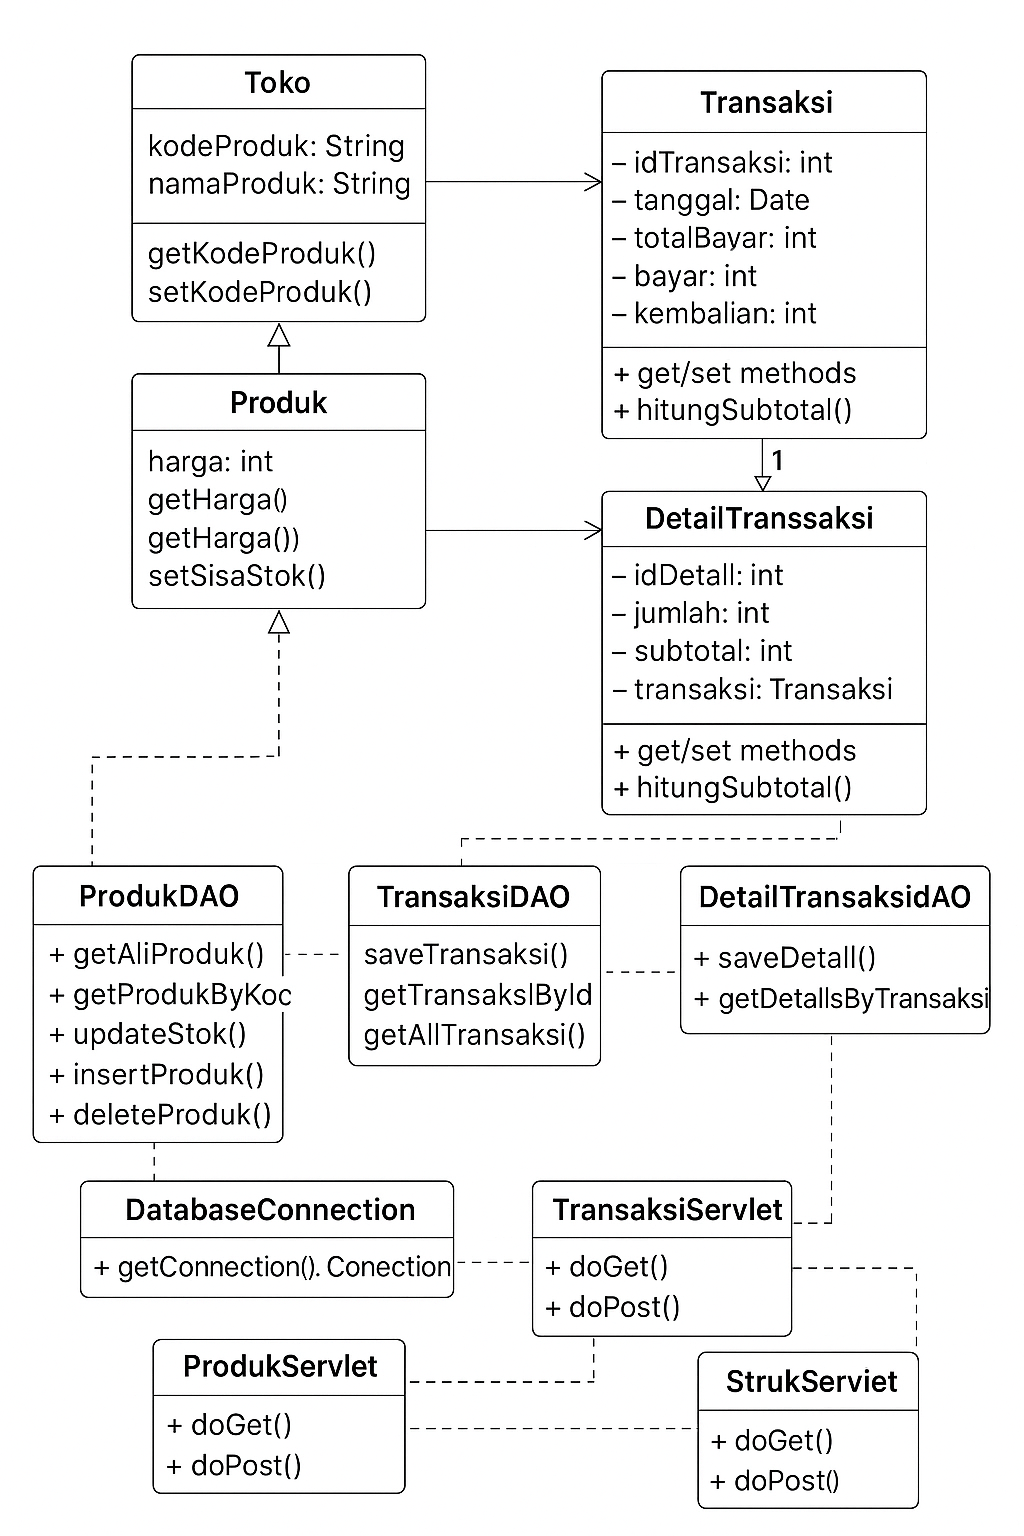 Toko
kodeProduk: String
namaProduk: String
getKodeProduk()
setKodeProduk()
Transaksi
– idTransaksi: int
– tanggal: Date
– totalBayar: int
– bayar: int
– kembalian: int
+ get/set methods
+ hitungSubtotal()
1
Produk
harga: int
getHarga()
getHarga())
setSisaStok()
DetailTranssaksi
– idDetall: int
– jumlah: int
– subtotal: int
– transaksi: Transaksi
+ get/set methods
+ hitungSubtotal()
ProdukDAO
+ getAliProduk()
+ getProdukByKoc
+ updateStok()
+ insertProduk()
+ deleteProduk()
TransaksiDAO
saveTransaksi()
getTransakslById
getAllTransaksi()
DetailTransaksidAO
+ saveDetall()
+ getDetallsByTransaksi
DatabaseConnection
+ getConnection(). Conection
TransaksiServlet
+ doGet()
+ doPost()
ProdukServlet
+ doGet()
+ doPost()
StrukServiet
+ doGet()
+ doPost()